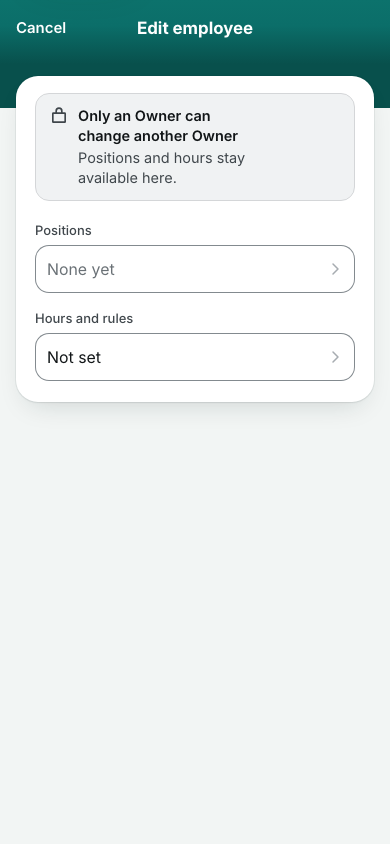 Cancel
Edit employee
Only an Owner can
change another Owner
Positions and hours stay
available here.
Positions
None yet
Hours and rules
Not set